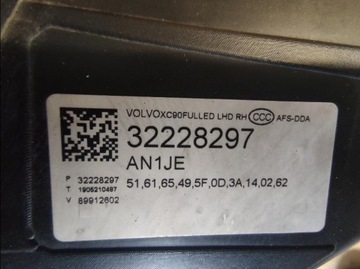 VOLVOXC90FULLED LHD RH CCC AFS-DDA
32228297
AN1JE
P 32228297
T 1905210487
V 89912602
51,61,65,49,5F,0D,3A,14,02,62